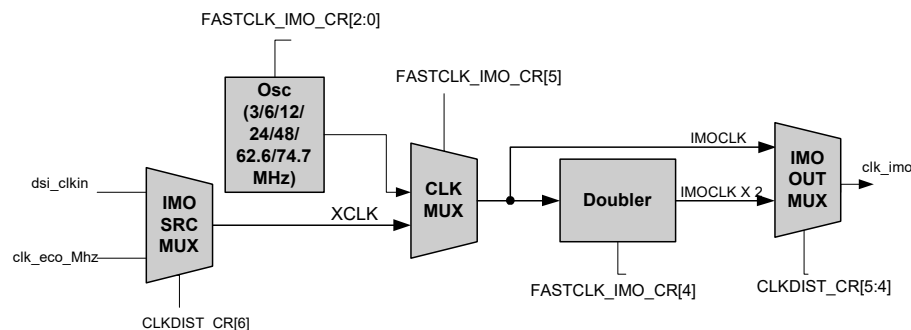 FASTCLK_IMO_CR[2:0]
Osc
(3/6/12/
24/48/
62.6/74.7
MHz)
FASTCLK_IMO_CR[5]
dsi_clkin
clk_eco_Mhz
IMO
SRC
MUX
XCLK
CLKDIST_CR[6]
CLK
MUX
IMOCLK
Doubler
IMOCLK X 2
FASTCLK_IMO_CR[4]
IMO
OUT
MUX
clk_imo
CLKDIST_CR[5:4]